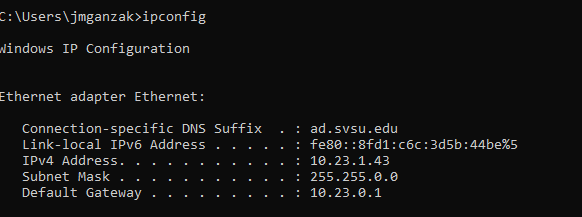 C:\Users\jmganzak>ipconfig
Windows IP Configuration
Ethernet adapter Ethernet:
Connection-specific DNS Suffix  . : ad.svsu.edu
Link-local IPv6 Address . . . . . : fe80::8fd1:c6c:3d5b:44be%5
IPv4 Address. . . . . . . . . . . : 10.23.1.43
Subnet Mask . . . . . . . . . . . : 255.255.0.0
Default Gateway . . . . . . . . . : 10.23.0.1